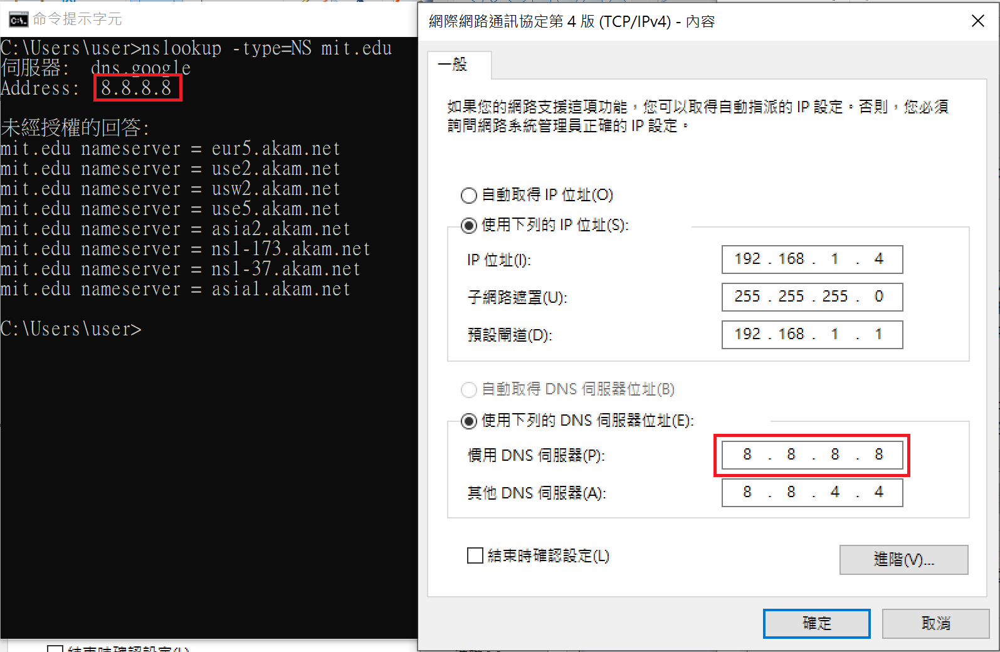 命令提示字元
C:\Users\user>nslookup -type=NS mit.edu
伺服器:  dns.google
Address:  8.8.8.8
未經授權的回答:
mit.edu nameserver = eur5.akam.net
mit.edu nameserver = use2.akam.net
mit.edu nameserver = usw2.akam.net
mit.edu nameserver = use5.akam.net
mit.edu nameserver = asia2.akam.net
mit.edu nameserver = ns1-173.akam.net
mit.edu nameserver = ns1-37.akam.net
mit.edu nameserver = asia1.akam.net
C:\Users\user>
網際網路通訊協定第 4 版 (TCP/IPv4) - 內容
一般
如果您的網路支援這項功能，您可以取得自動指派的 IP 設定。否則，您必須
詢問網路系統管理員正確的 IP 設定。
自動取得 IP 位址(O)
使用下列的 IP 位址(S):
IP 位址(I): 192 . 168 . 1 . 4
子網路遮罩(U): 255 . 255 . 255 . 0
預設閘道(D): 192 . 168 . 1 . 1
自動取得 DNS 伺服器位址(B)
使用下列的 DNS 伺服器位址(E):
慣用 DNS 伺服器(P): 8 . 8 . 8 . 8
其他 DNS 伺服器(A): 8 . 8 . 4 . 4
結束時確認設定(L)
進階(V)...
確定 取消
結束時確認設定(L)